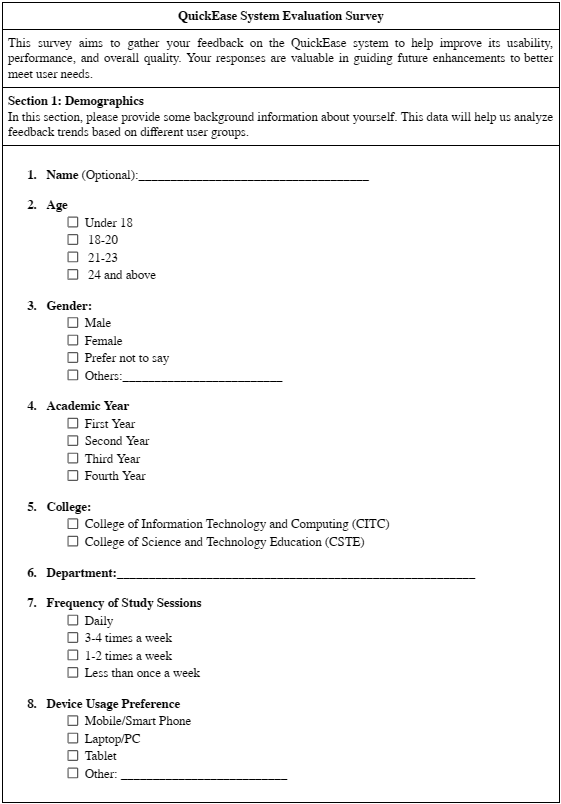 QuickEase System Evaluation Survey
This survey aims to gather your feedback on the QuickEase system to help improve its usability,
performance, and overall quality. Your responses are valuable in guiding future enhancements to better
meet user needs.
Section 1: Demographics
In this section, please provide some background information about yourself. This data will help us analyze
feedback trends based on different user groups.
1. Name (Optional):____________________________________
2. Age
☐ Under 18
☐ 18-20
☐ 21-23
☐ 24 and above
3. Gender:
☐ Male
☐ Female
☐ Prefer not to say
☐ Others:_________________________
4. Academic Year
☐ First Year
☐ Second Year
☐ Third Year
☐ Fourth Year
5. College:
☐ College of Information Technology and Computing (CITC)
☐ College of Science and Technology Education (CSTE)
6. Department:________________________________________________________
7. Frequency of Study Sessions
☐ Daily
☐ 3-4 times a week
☐ 1-2 times a week
☐ Less than once a week
8. Device Usage Preference
☐ Mobile/Smart Phone
☐ Laptop/PC
☐ Tablet
☐ Other: __________________________